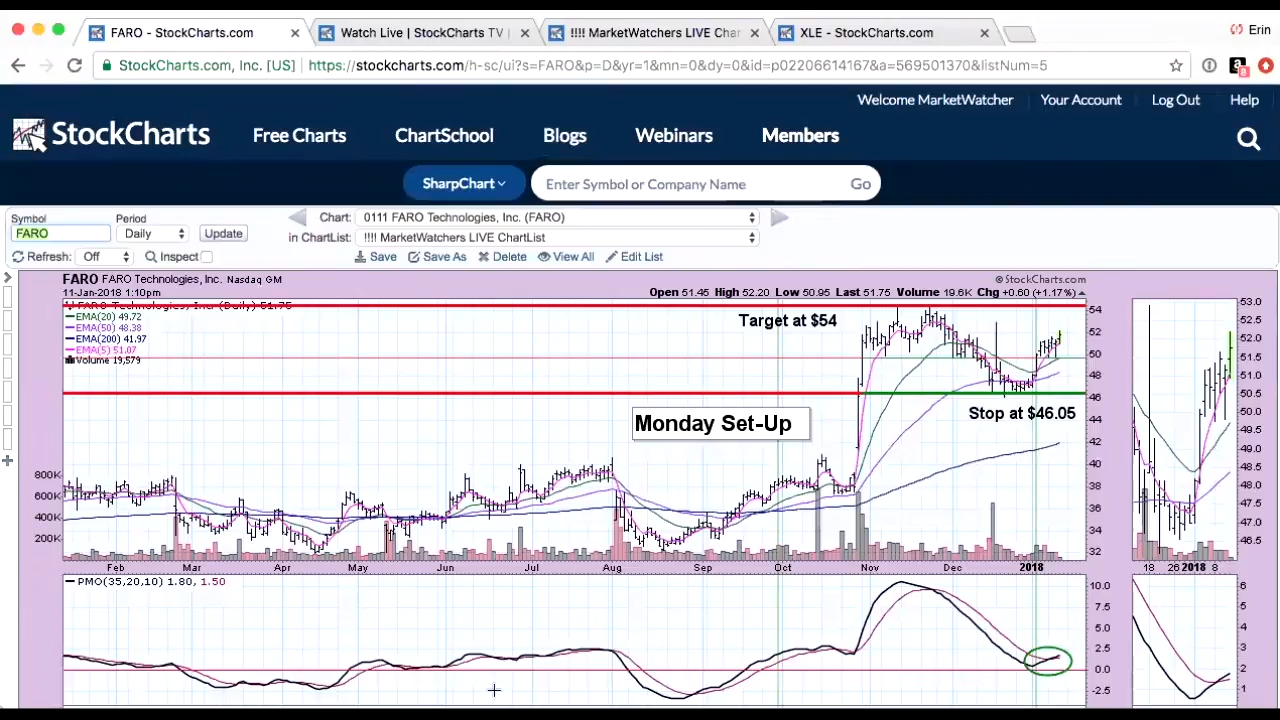 FARO - StockCharts.com
Watch Live | StockCharts TV |
!!!! MarketWatchers LIVE Char
XLE - StockCharts.com
Erin
StockCharts.com, Inc. [US] https://stockcharts.com/h-sc/ui?s=FARO&p=D&yr=1&mn=0&dy=0&id=p02206614167&a=569501370&listNum=5
Welcome MarketWatcher Your Account Log Out Help
StockCharts Free Charts ChartSchool Blogs Webinars Members
SharpChart Enter Symbol or Company Name Go
Symbol Period Chart: 0111 FARO Technologies, Inc. (FARO)
FARO Daily Update in ChartList: !!!! MarketWatchers LIVE ChartList
Refresh: Off Inspect Save Save As Delete View All Edit List
FARO FARO Technologies, Inc. Nasdaq GM © StockCharts.com
11-Jan-2018 1:10pm Open 51.45 High 52.20 Low 50.95 Last 51.75 Volume 19.6K Chg +0.60 (+1.17%)
FARO Technologies, Inc. (Daily) 51.75
EMA(20) 49.72
EMA(50) 48.38
EMA(200) 41.97
EMA(5) 51.07
Volume 19,579
Target at $54
Monday Set-Up
Stop at $46.05
54
52
50
48
46
44
42
40
38
36
34
32
800K
600K
400K
200K
Feb Mar Apr May Jun Jul Aug Sep Oct Nov Dec 2018
53.0
52.5
52.0
51.5
51.0
50.5
50.0
49.5
49.0
48.5
48.0
47.5
47.0
46.5
18 26 2018 8
PMO(35,20,10) 1.80, 1.50
10.0
7.5
5.0
2.5
0.0
-2.5
6
5
4
3
2
1